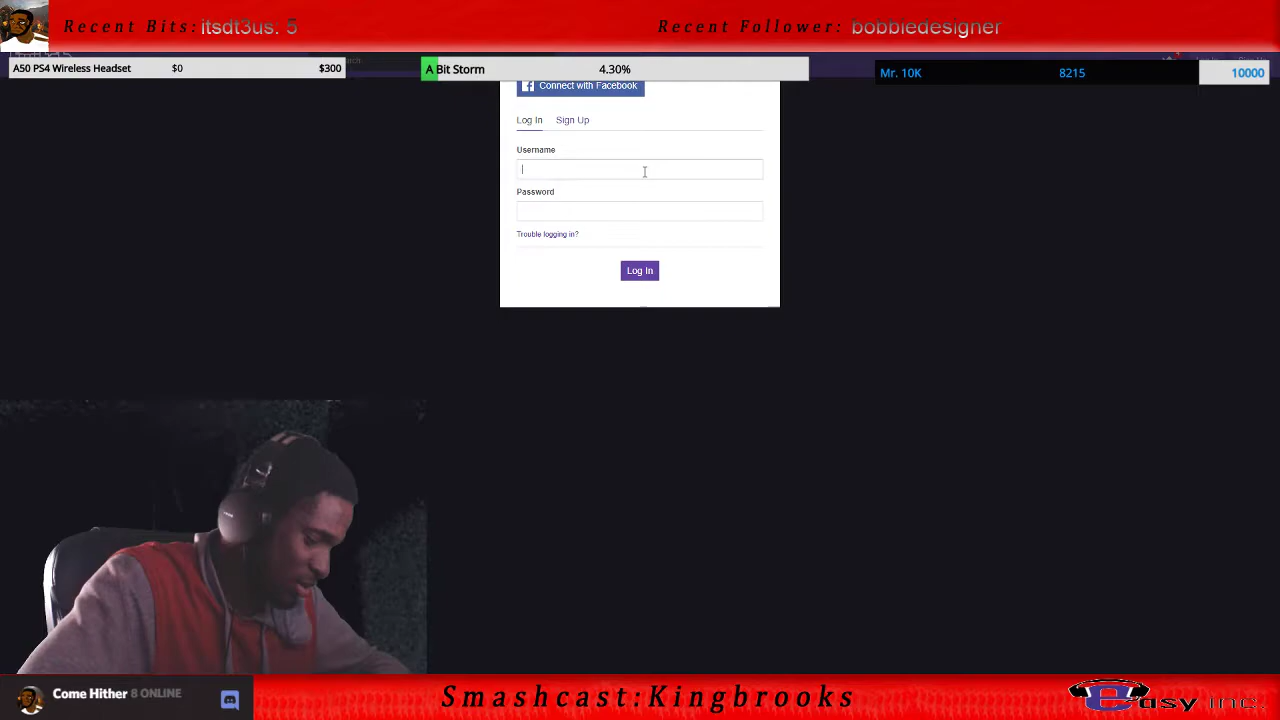 Recent Bits: itsdt3us: 5
Recent Follower: bobbledesigner
A50 PS4 Wireless Headset $0 $300
A Bit Storm 4.30%
Mr. 10K 8215 10000
Connect with Facebook
Log In Sign Up
Username
Password
Trouble logging in?
Log In
Come Hither 8 ONLINE
Smashcast:Kingbrooks
easy inc.